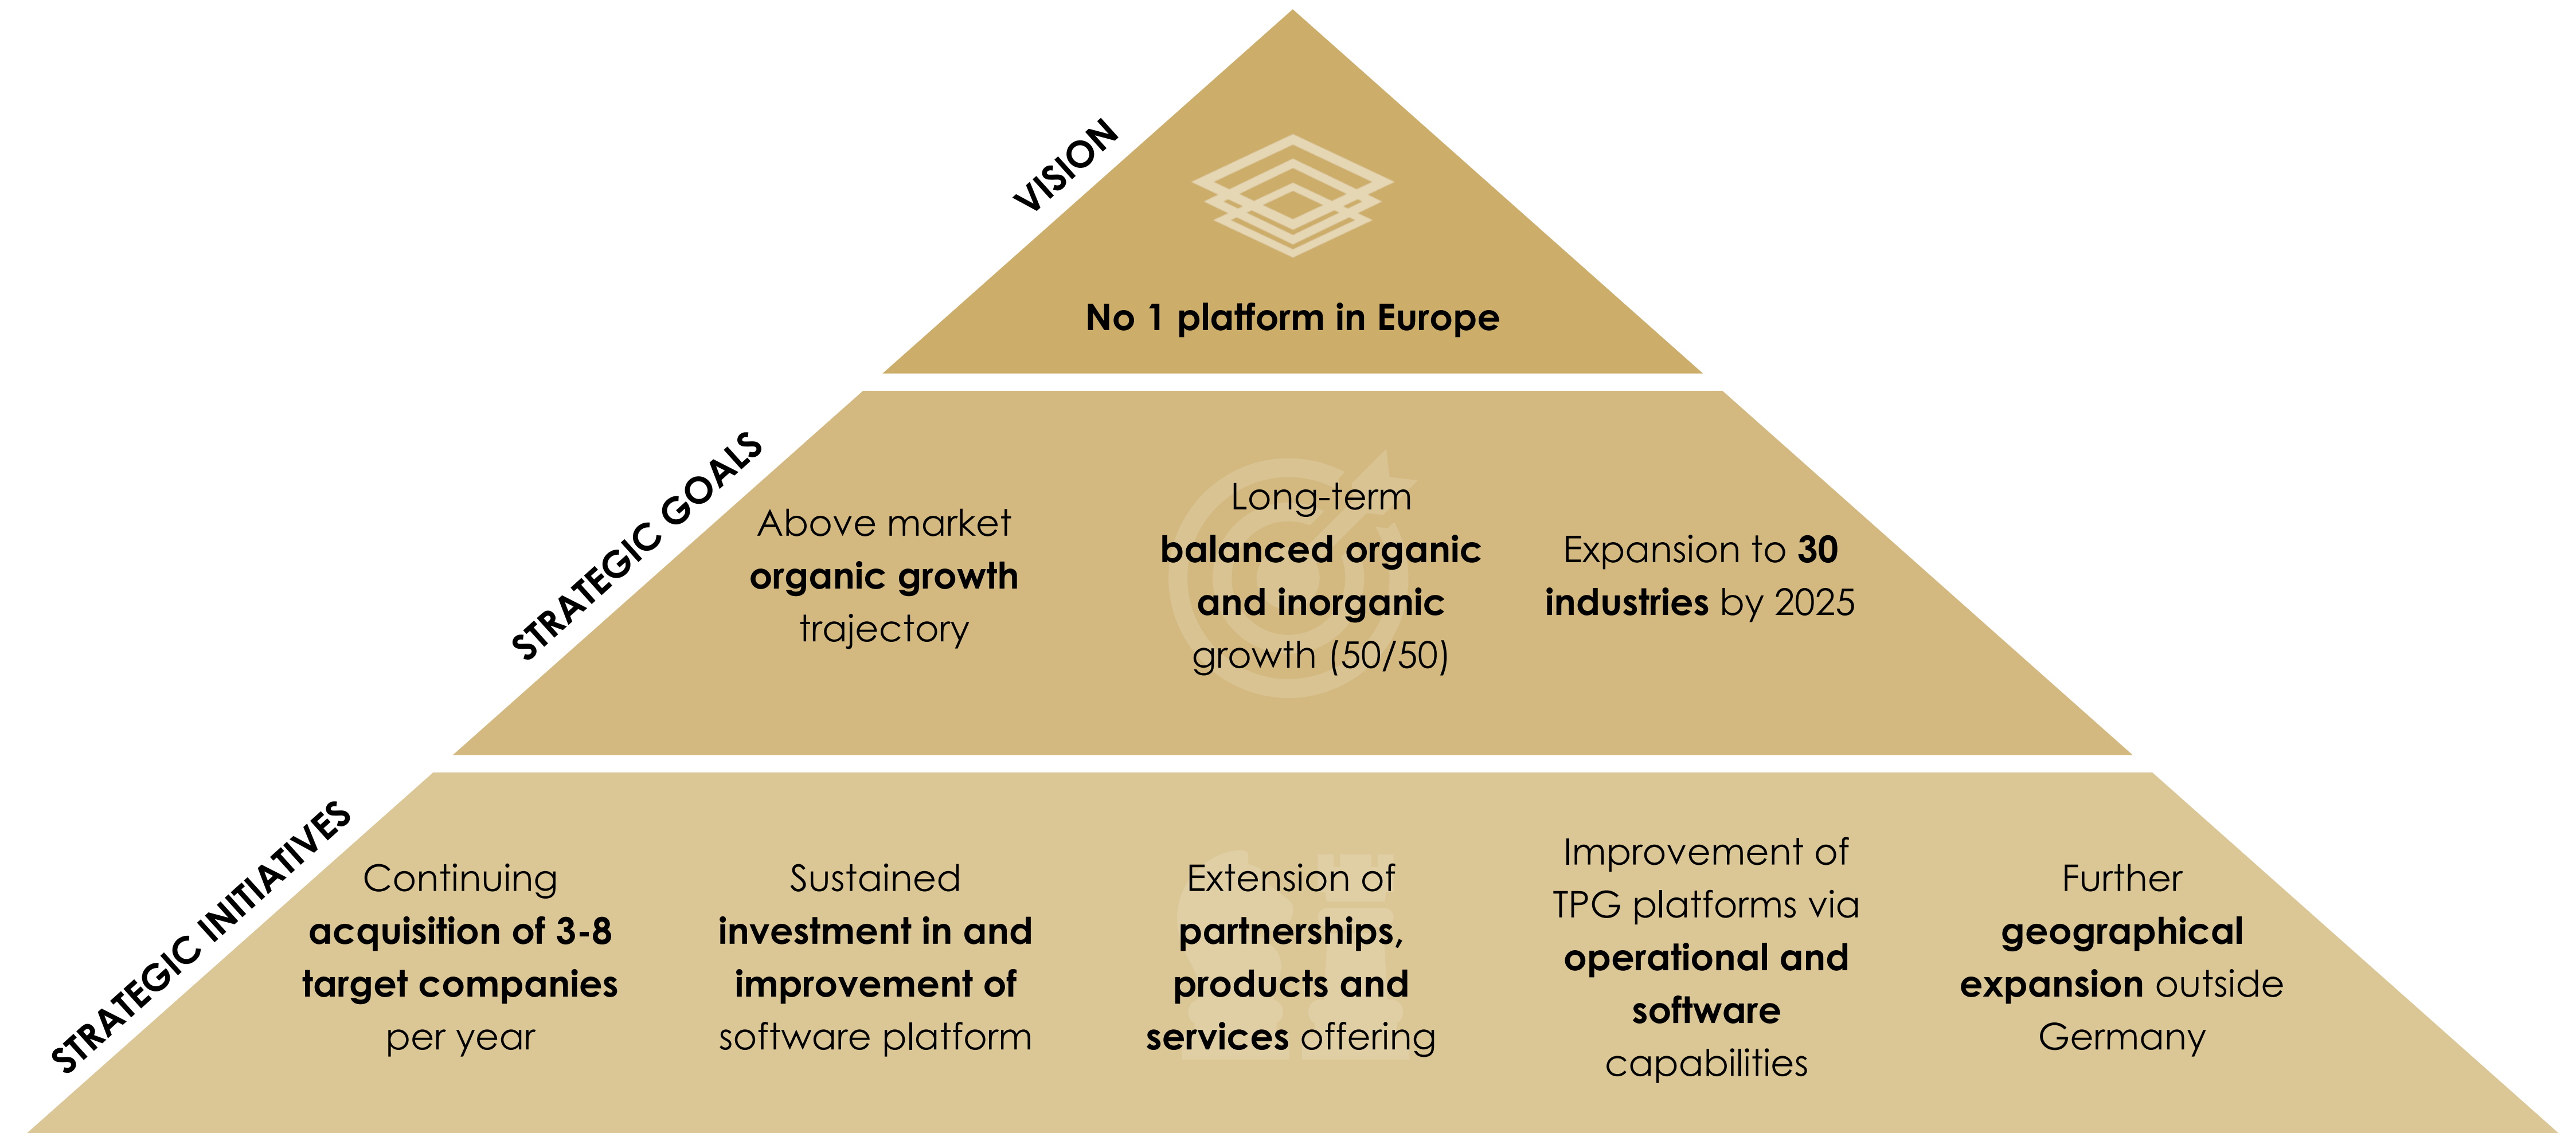 VISION
No 1 platform in Europe
STRATEGIC GOALS
Above market
organic growth
trajectory
Long-term
balanced organic
and inorganic
growth (50/50)
Expansion to 30
industries by 2025
STRATEGIC INITIATIVES
Continuing
acquisition of 3-8
target companies
per year
Sustained
investment in and
improvement of
software platform
Extension of
partnerships,
products and
services offering
Improvement of
TPG platforms via
operational and
software
capabilities
Further
geographical
expansion outside
Germany